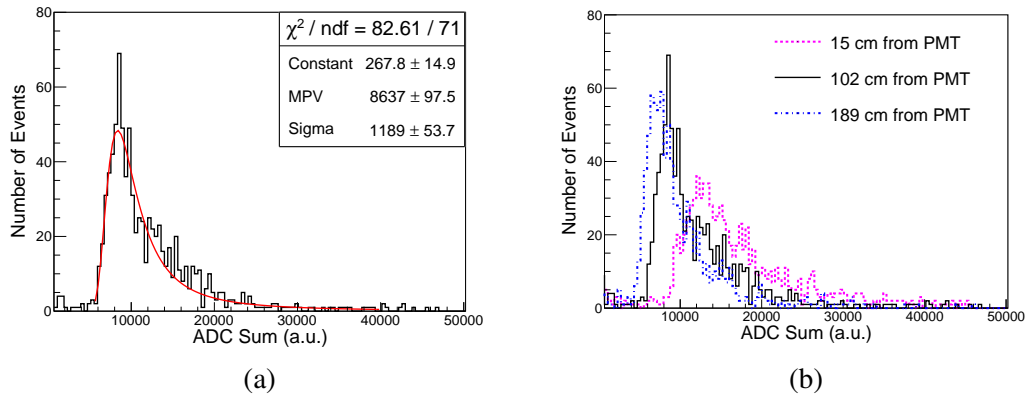 χ² / ndf = 82.61 / 71
Constant 267.8 ± 14.9
MPV 8637 ± 97.5
Sigma 1189 ± 53.7
Number of Events
80
60
40
20
0
10000 20000 30000 40000 50000
ADC Sum (a.u.)
(a)
15 cm from PMT
102 cm from PMT
189 cm from PMT
Number of Events
80
60
40
20
0
10000 20000 30000 40000 50000
ADC Sum (a.u.)
(b)